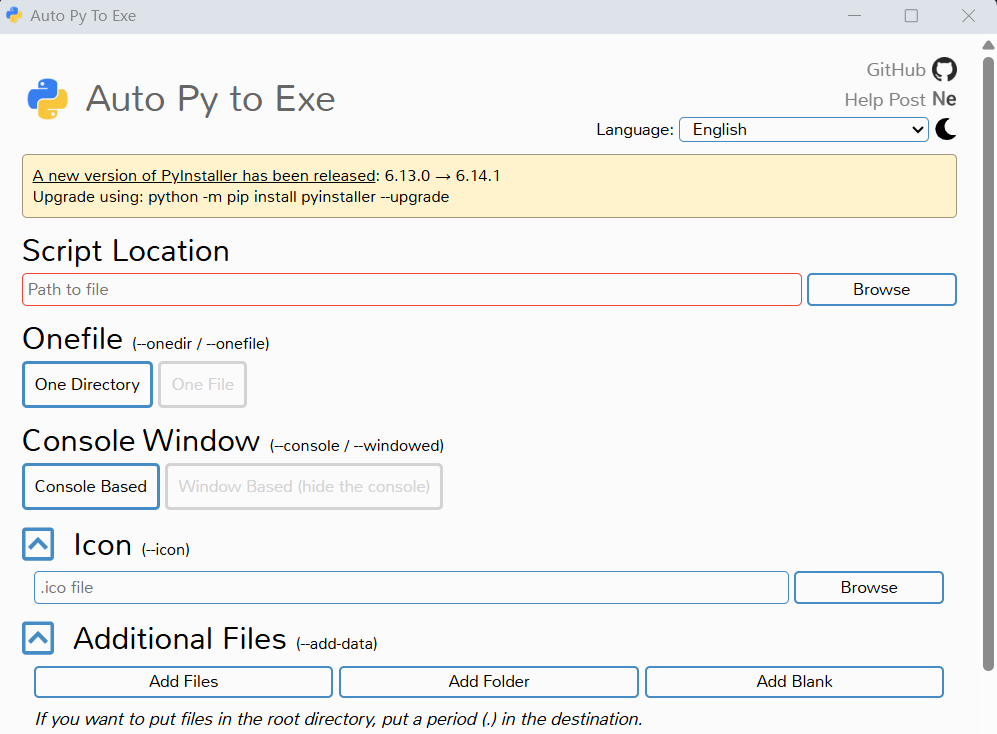 Auto Py To Exe
GitHub
Auto Py to Exe
Help Post Ne
Language: English
A new version of PyInstaller has been released: 6.13.0 → 6.14.1
Upgrade using: python -m pip install pyinstaller --upgrade
Script Location
Path to file Browse
Onefile (--onedir / --onefile)
One Directory One File
Console Window (--console / --windowed)
Console Based Window Based (hide the console)
Icon (--icon)
.ico file Browse
Additional Files (--add-data)
Add Files Add Folder Add Blank
If you want to put files in the root directory, put a period (.) in the destination.